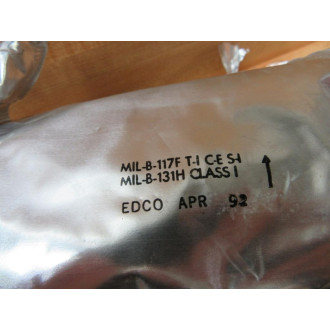 MIL-B-117F T-I C-E S-I
MIL-B-131H CLASS I
EDCO APR 92